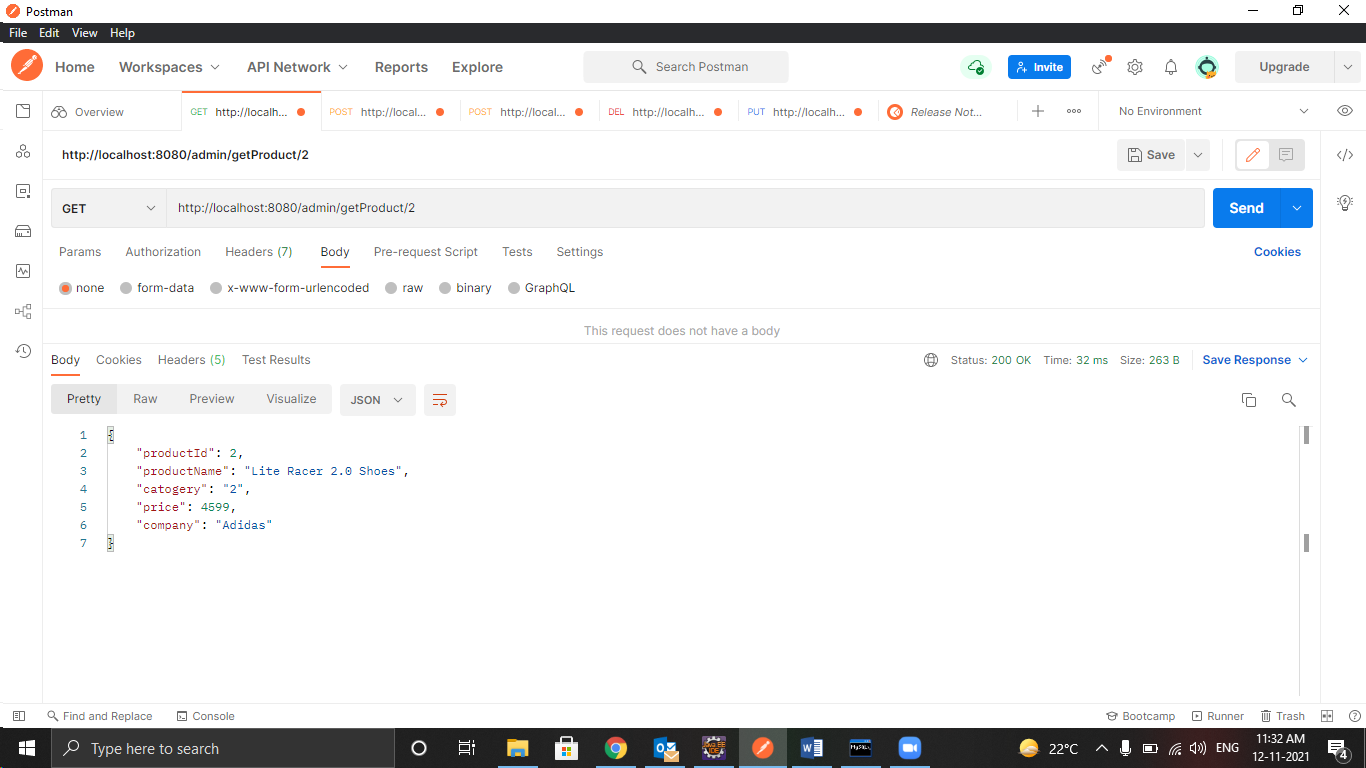 Postman
File Edit View Help
Home Workspaces API Network Reports Explore Search Postman Invite Upgrade
Overview GET http://localh... POST http://local... POST http://local... DEL http://localh... PUT http://localh... Release Not... No Environment
http://localhost:8080/admin/getProduct/2 Save
GET http://localhost:8080/admin/getProduct/2 Send
Params Authorization Headers (7) Body Pre-request Script Tests Settings Cookies
none form-data x-www-form-urlencoded raw binary GraphQL
This request does not have a body
Body Cookies Headers (5) Test Results Status: 200 OK Time: 32 ms Size: 263 B Save Response
Pretty Raw Preview Visualize JSON
1 {
2 "productId": 2,
3 "productName": "Lite Racer 2.0 Shoes",
4 "catogery": "2",
5 "price": 4599,
6 "company": "Adidas"
7 }
Find and Replace Console Bootcamp Runner Trash
Type here to search 22°C ENG 11:32 AM
12-11-2021 4